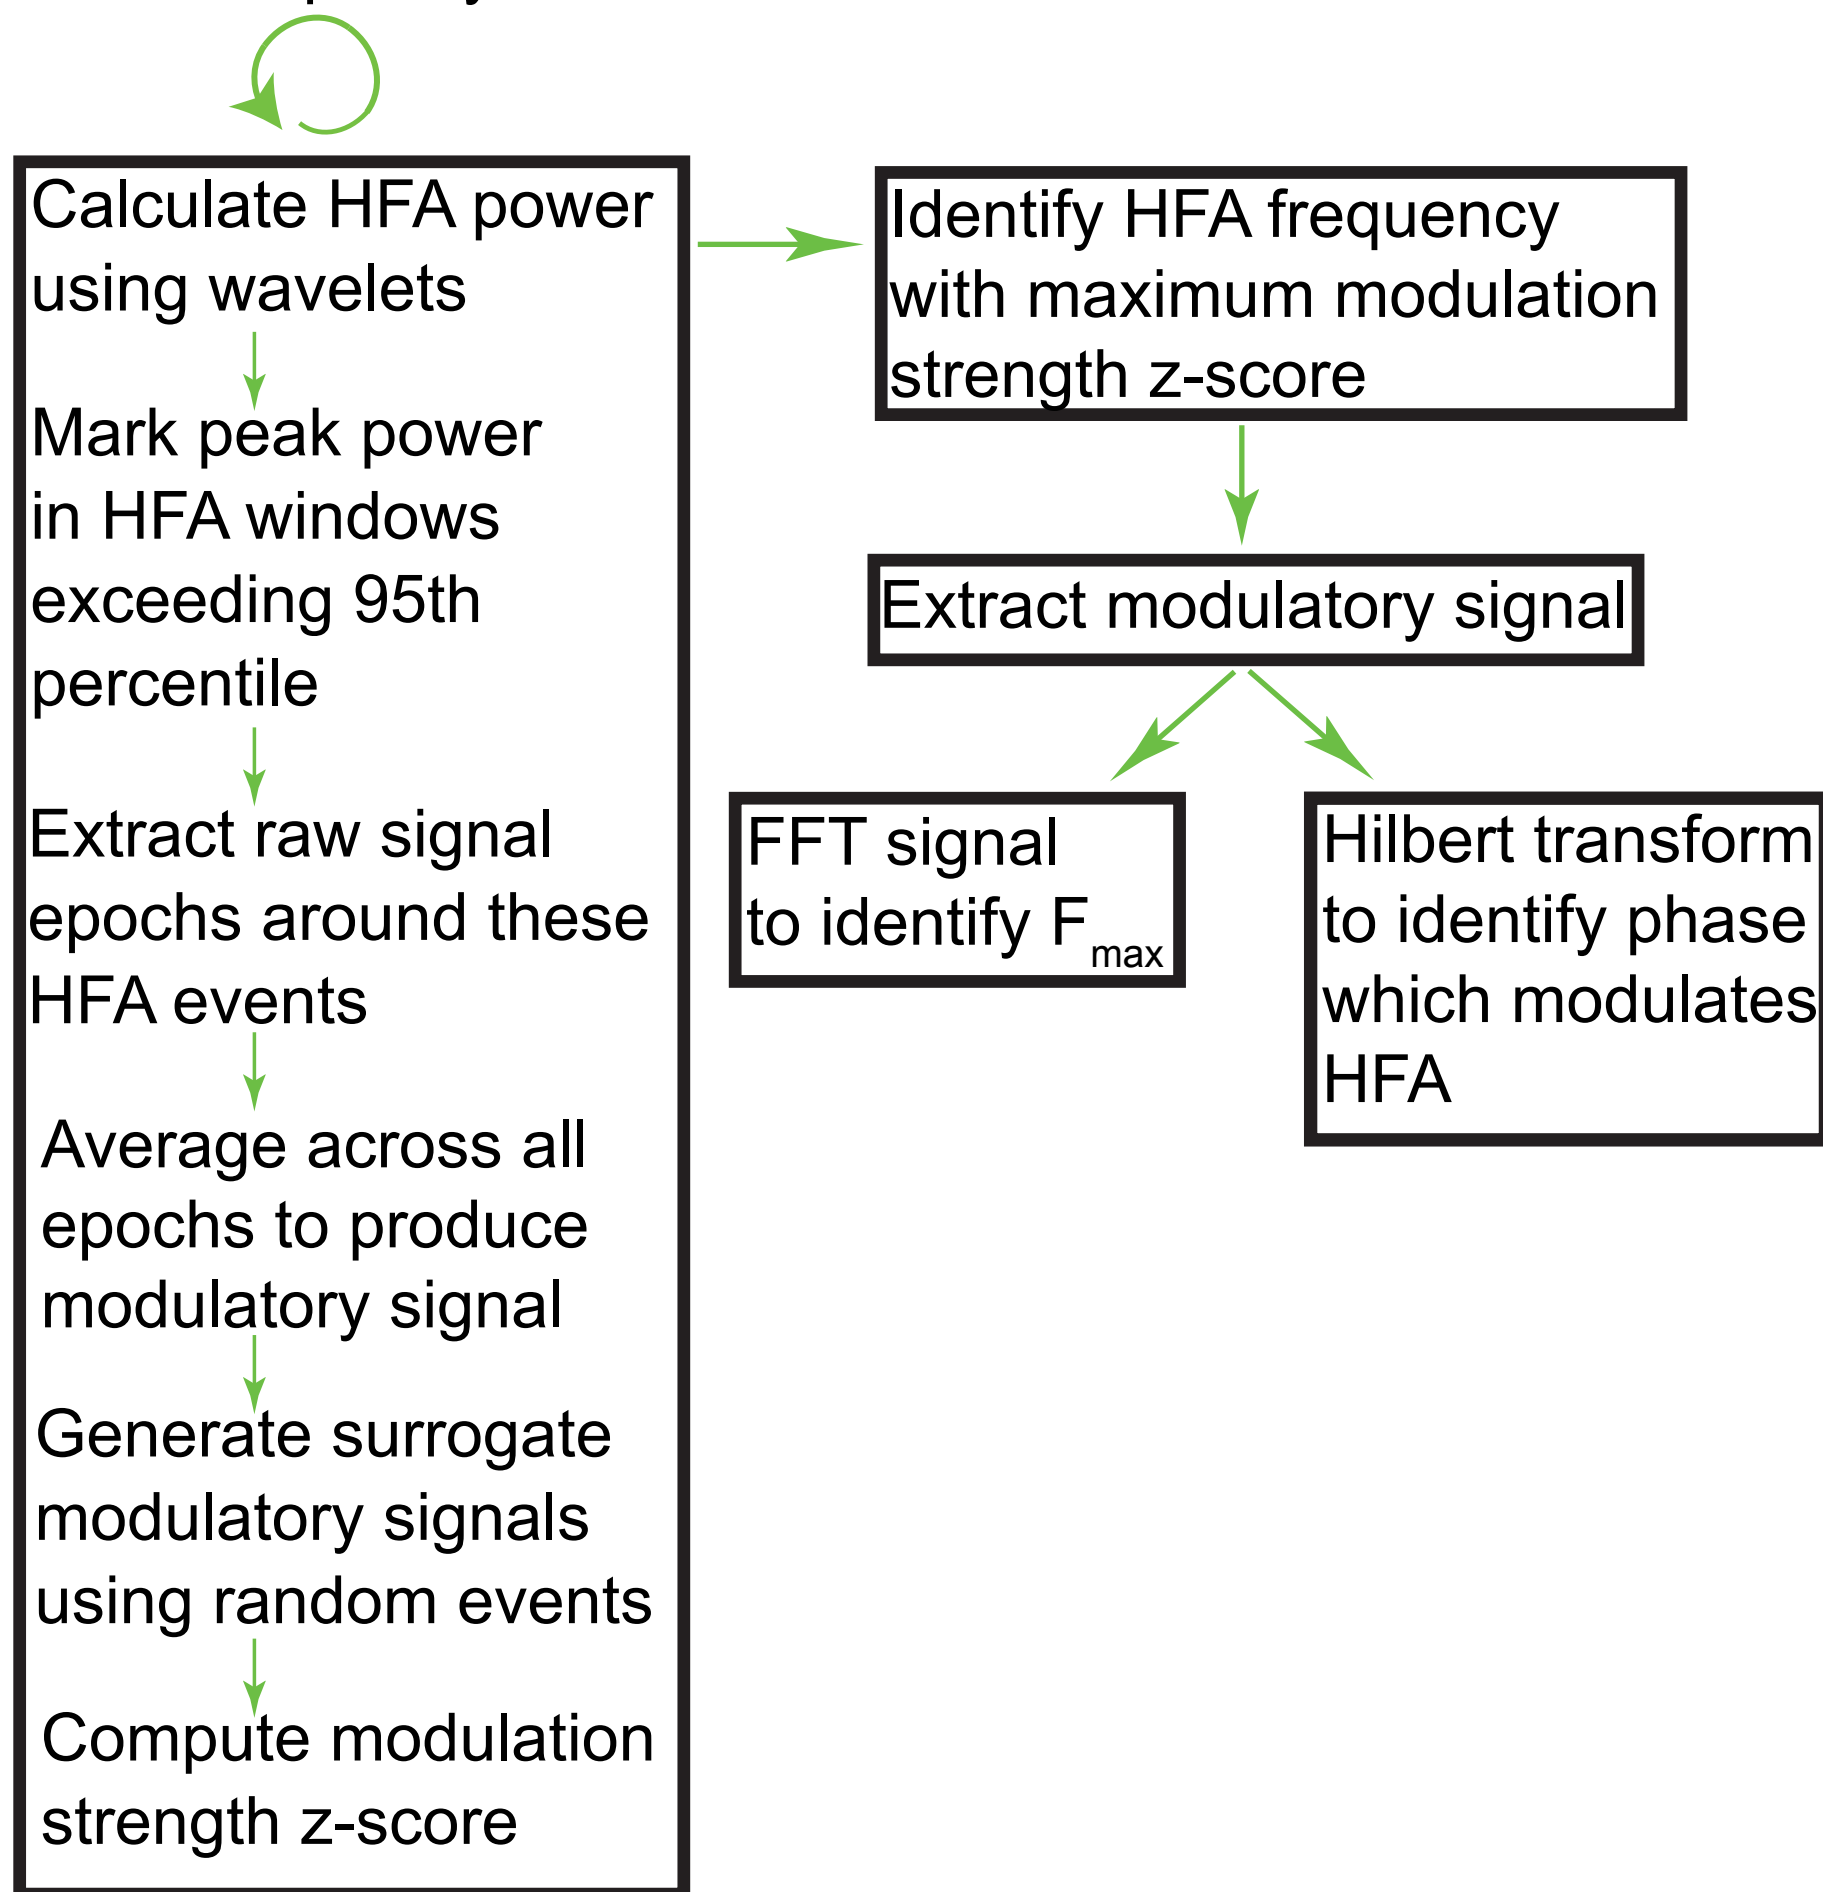 Calculate HFA power
using wavelets
Mark peak power
in HFA windows
exceeding 95th
percentile
Extract raw signal
epochs around these
HFA events
Average across all
epochs to produce
modulatory signal
Generate surrogate
modulatory signals
using random events
Compute modulation
strength z-score
Identify HFA frequency
with maximum modulation
strength z-score
Extract modulatory signal
FFT signal
to identify Fmax
Hilbert transform
to identify phase
which modulates
HFA